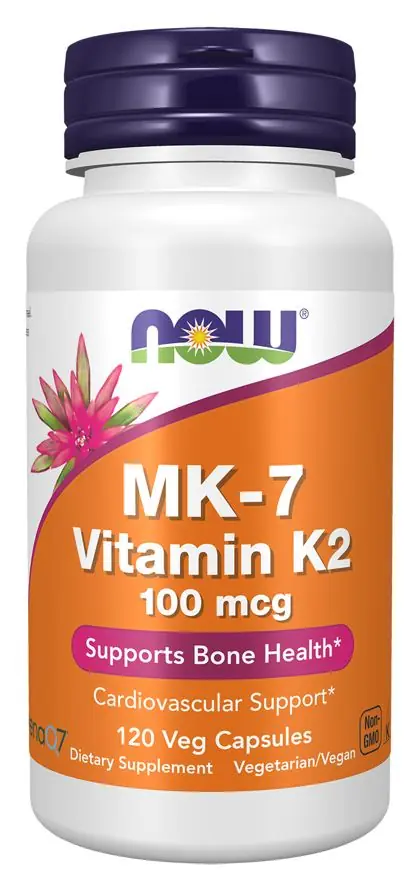 NOW®
MK-7
Vitamin K2
100 mcg
Supports Bone Health*
Cardiovascular Support*
120 Veg Capsules
Dietary Supplement Vegetarian/Vegan
Non-
GMO